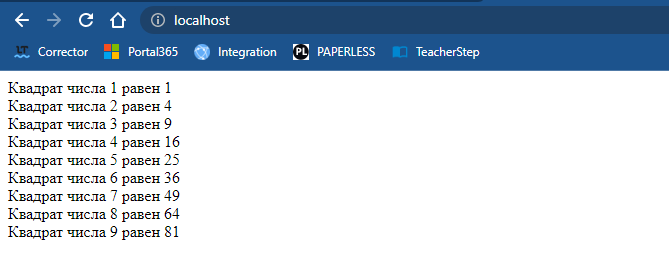 localhost
LT Corrector Portal365 Integration PL PAPERLESS TeacherStep
Квадрат числа 1 равен 1
Квадрат числа 2 равен 4
Квадрат числа 3 равен 9
Квадрат числа 4 равен 16
Квадрат числа 5 равен 25
Квадрат числа 6 равен 36
Квадрат числа 7 равен 49
Квадрат числа 8 равен 64
Квадрат числа 9 равен 81